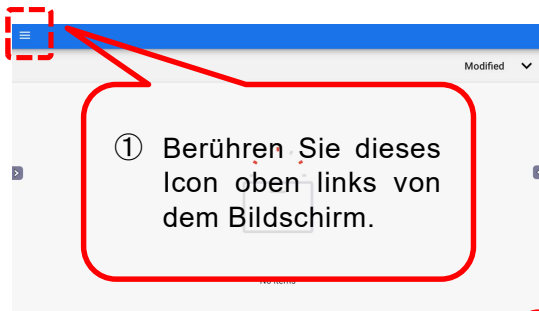 Modified
① Berühren Sie dieses
Icon oben links von
dem Bildschirm.
No items